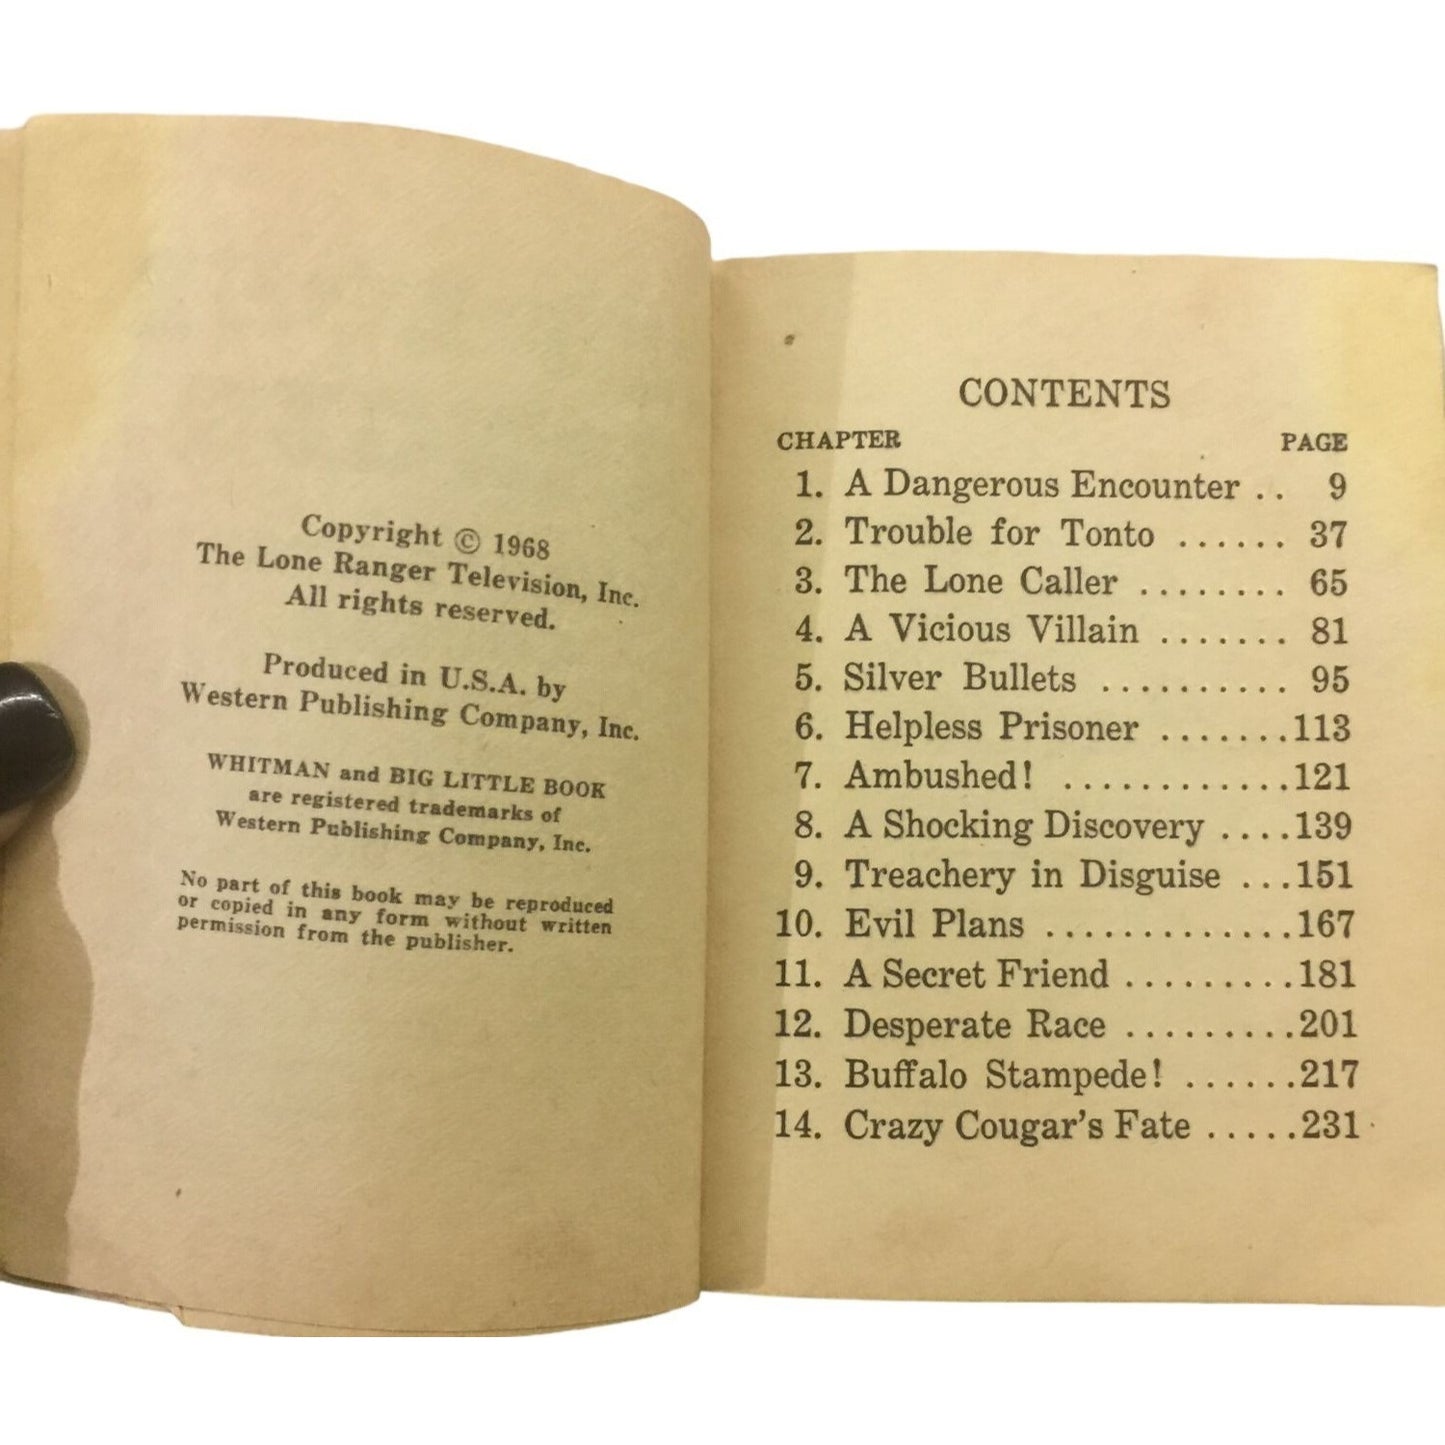 Copyright © 1968
The Lone Ranger Television, Inc.
All rights reserved.
Produced in U.S.A. by
Western Publishing Company, Inc.
WHITMAN and BIG LITTLE BOOK
are registered trademarks of
Western Publishing Company, Inc.
No part of this book may be reproduced
or copied in any form without written
permission from the publisher.
CONTENTS
CHAPTER PAGE
1. A Dangerous Encounter .. 9
2. Trouble for Tonto ...... 37
3. The Lone Caller ........ 65
4. A Vicious Villain ....... 81
5. Silver Bullets .......... 95
6. Helpless Prisoner .......113
7. Ambushed! ............121
8. A Shocking Discovery ....139
9. Treachery in Disguise ...151
10. Evil Plans .............167
11. A Secret Friend .........181
12. Desperate Race .........201
13. Buffalo Stampede! ......217
14. Crazy Cougar's Fate .....231